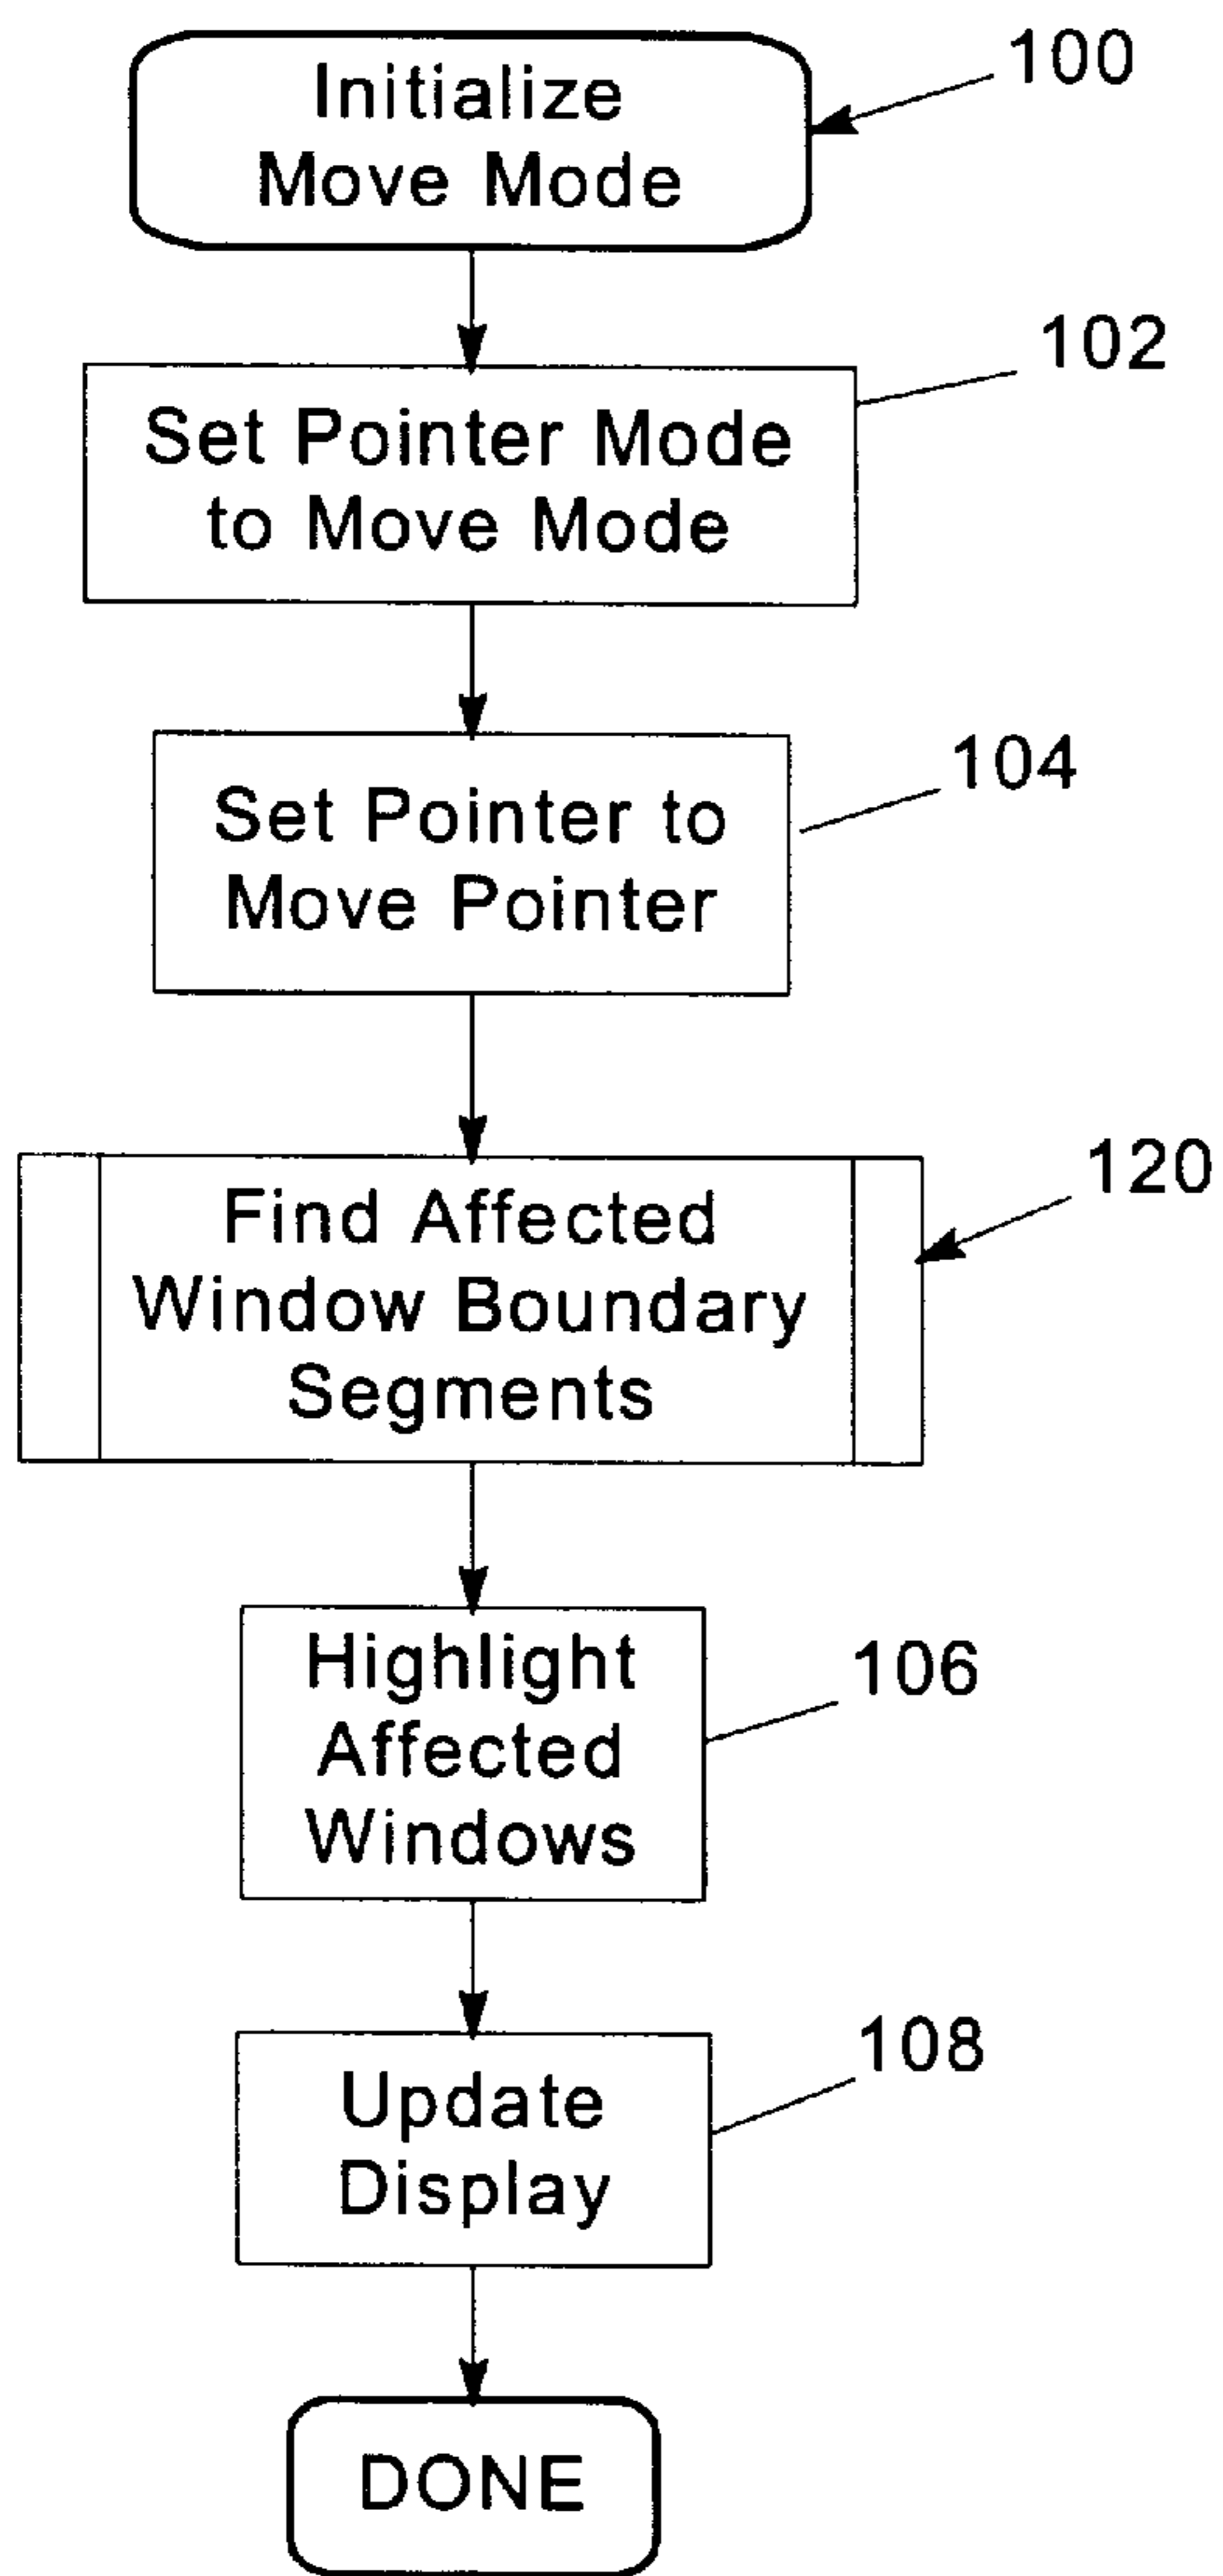 Initialize
Move Mode
100
Set Pointer Mode
to Move Mode
102
Set Pointer to
Move Pointer
104
Find Affected
Window Boundary
Segments
120
Highlight
Affected
Windows
106
Update
Display
108
DONE